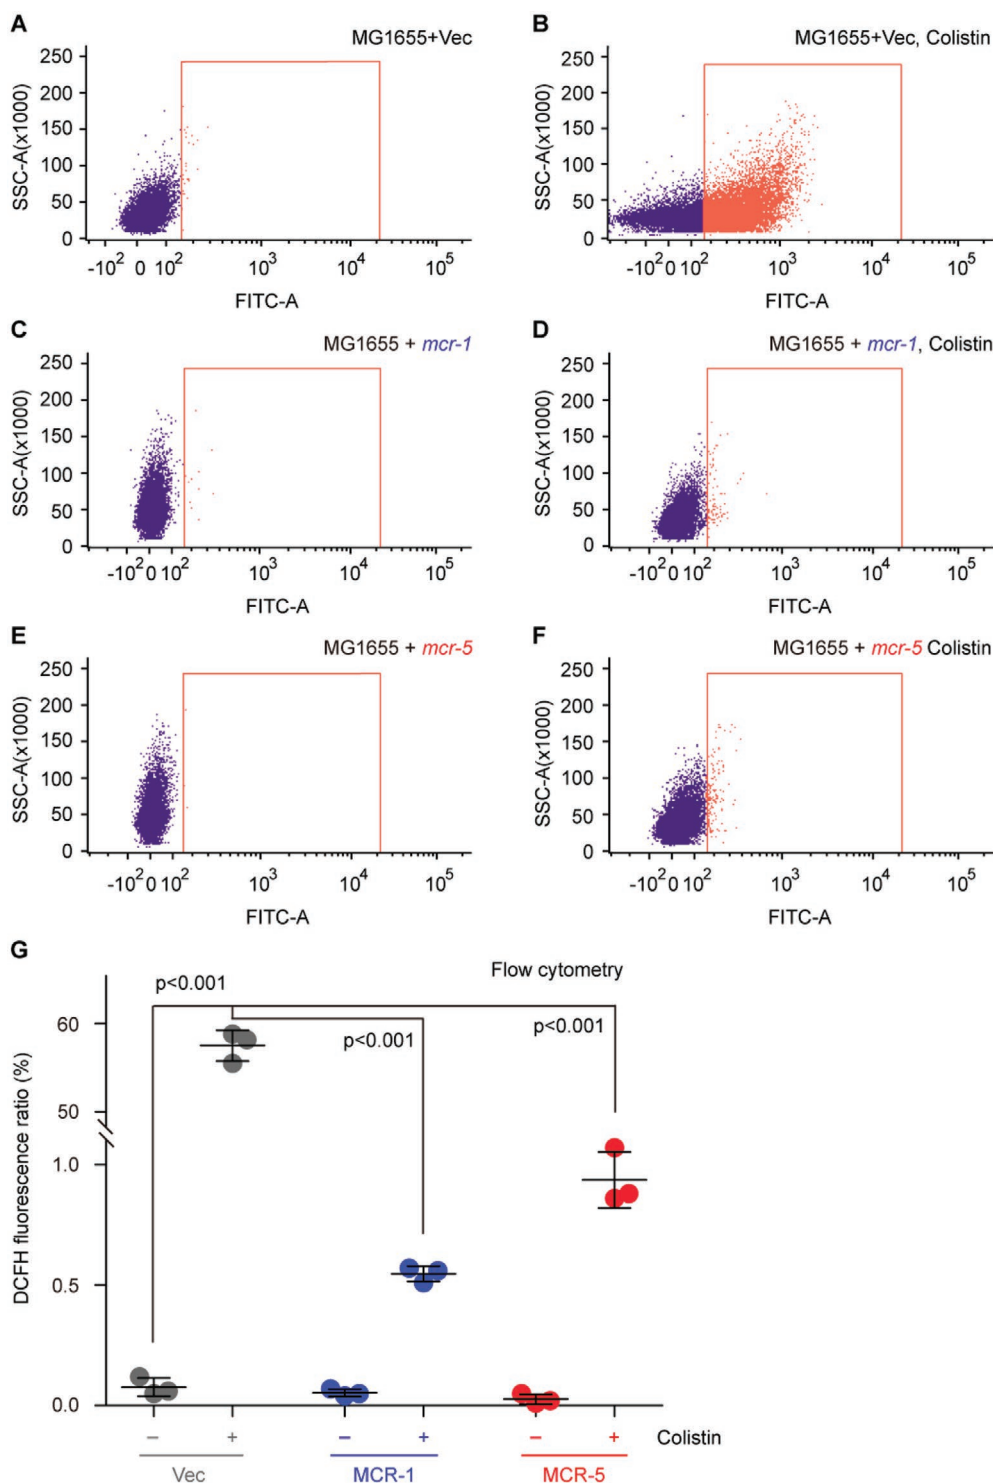 A
MG1655+Vec
250
200
150
100
50
0
SSC-A(x1000)
-10² 0 10² 10³ 10⁴ 10⁵
FITC-A
B
MG1655+Vec, Colistin
250
200
150
100
50
0
SSC-A(x1000)
-10² 0 10² 10³ 10⁴ 10⁵
FITC-A
C
MG1655 + mcr-1
250
200
150
100
50
0
SSC-A(x1000)
-10² 0 10² 10³ 10⁴ 10⁵
FITC-A
D
MG1655 + mcr-1, Colistin
250
200
150
100
50
0
SSC-A(x1000)
-10² 0 10² 10³ 10⁴ 10⁵
FITC-A
E
MG1655 + mcr-5
250
200
150
100
50
0
SSC-A(x1000)
-10² 0 10² 10³ 10⁴ 10⁵
FITC-A
F
MG1655 + mcr-5 Colistin
250
200
150
100
50
0
SSC-A(x1000)
-10² 0 10² 10³ 10⁴ 10⁵
FITC-A
G
Flow cytometry
p<0.001
p<0.001
p<0.001
60
50
1.0
0.5
0.0
DCFH fluorescence ratio (%)
− + − + − + Colistin
Vec MCR-1 MCR-5